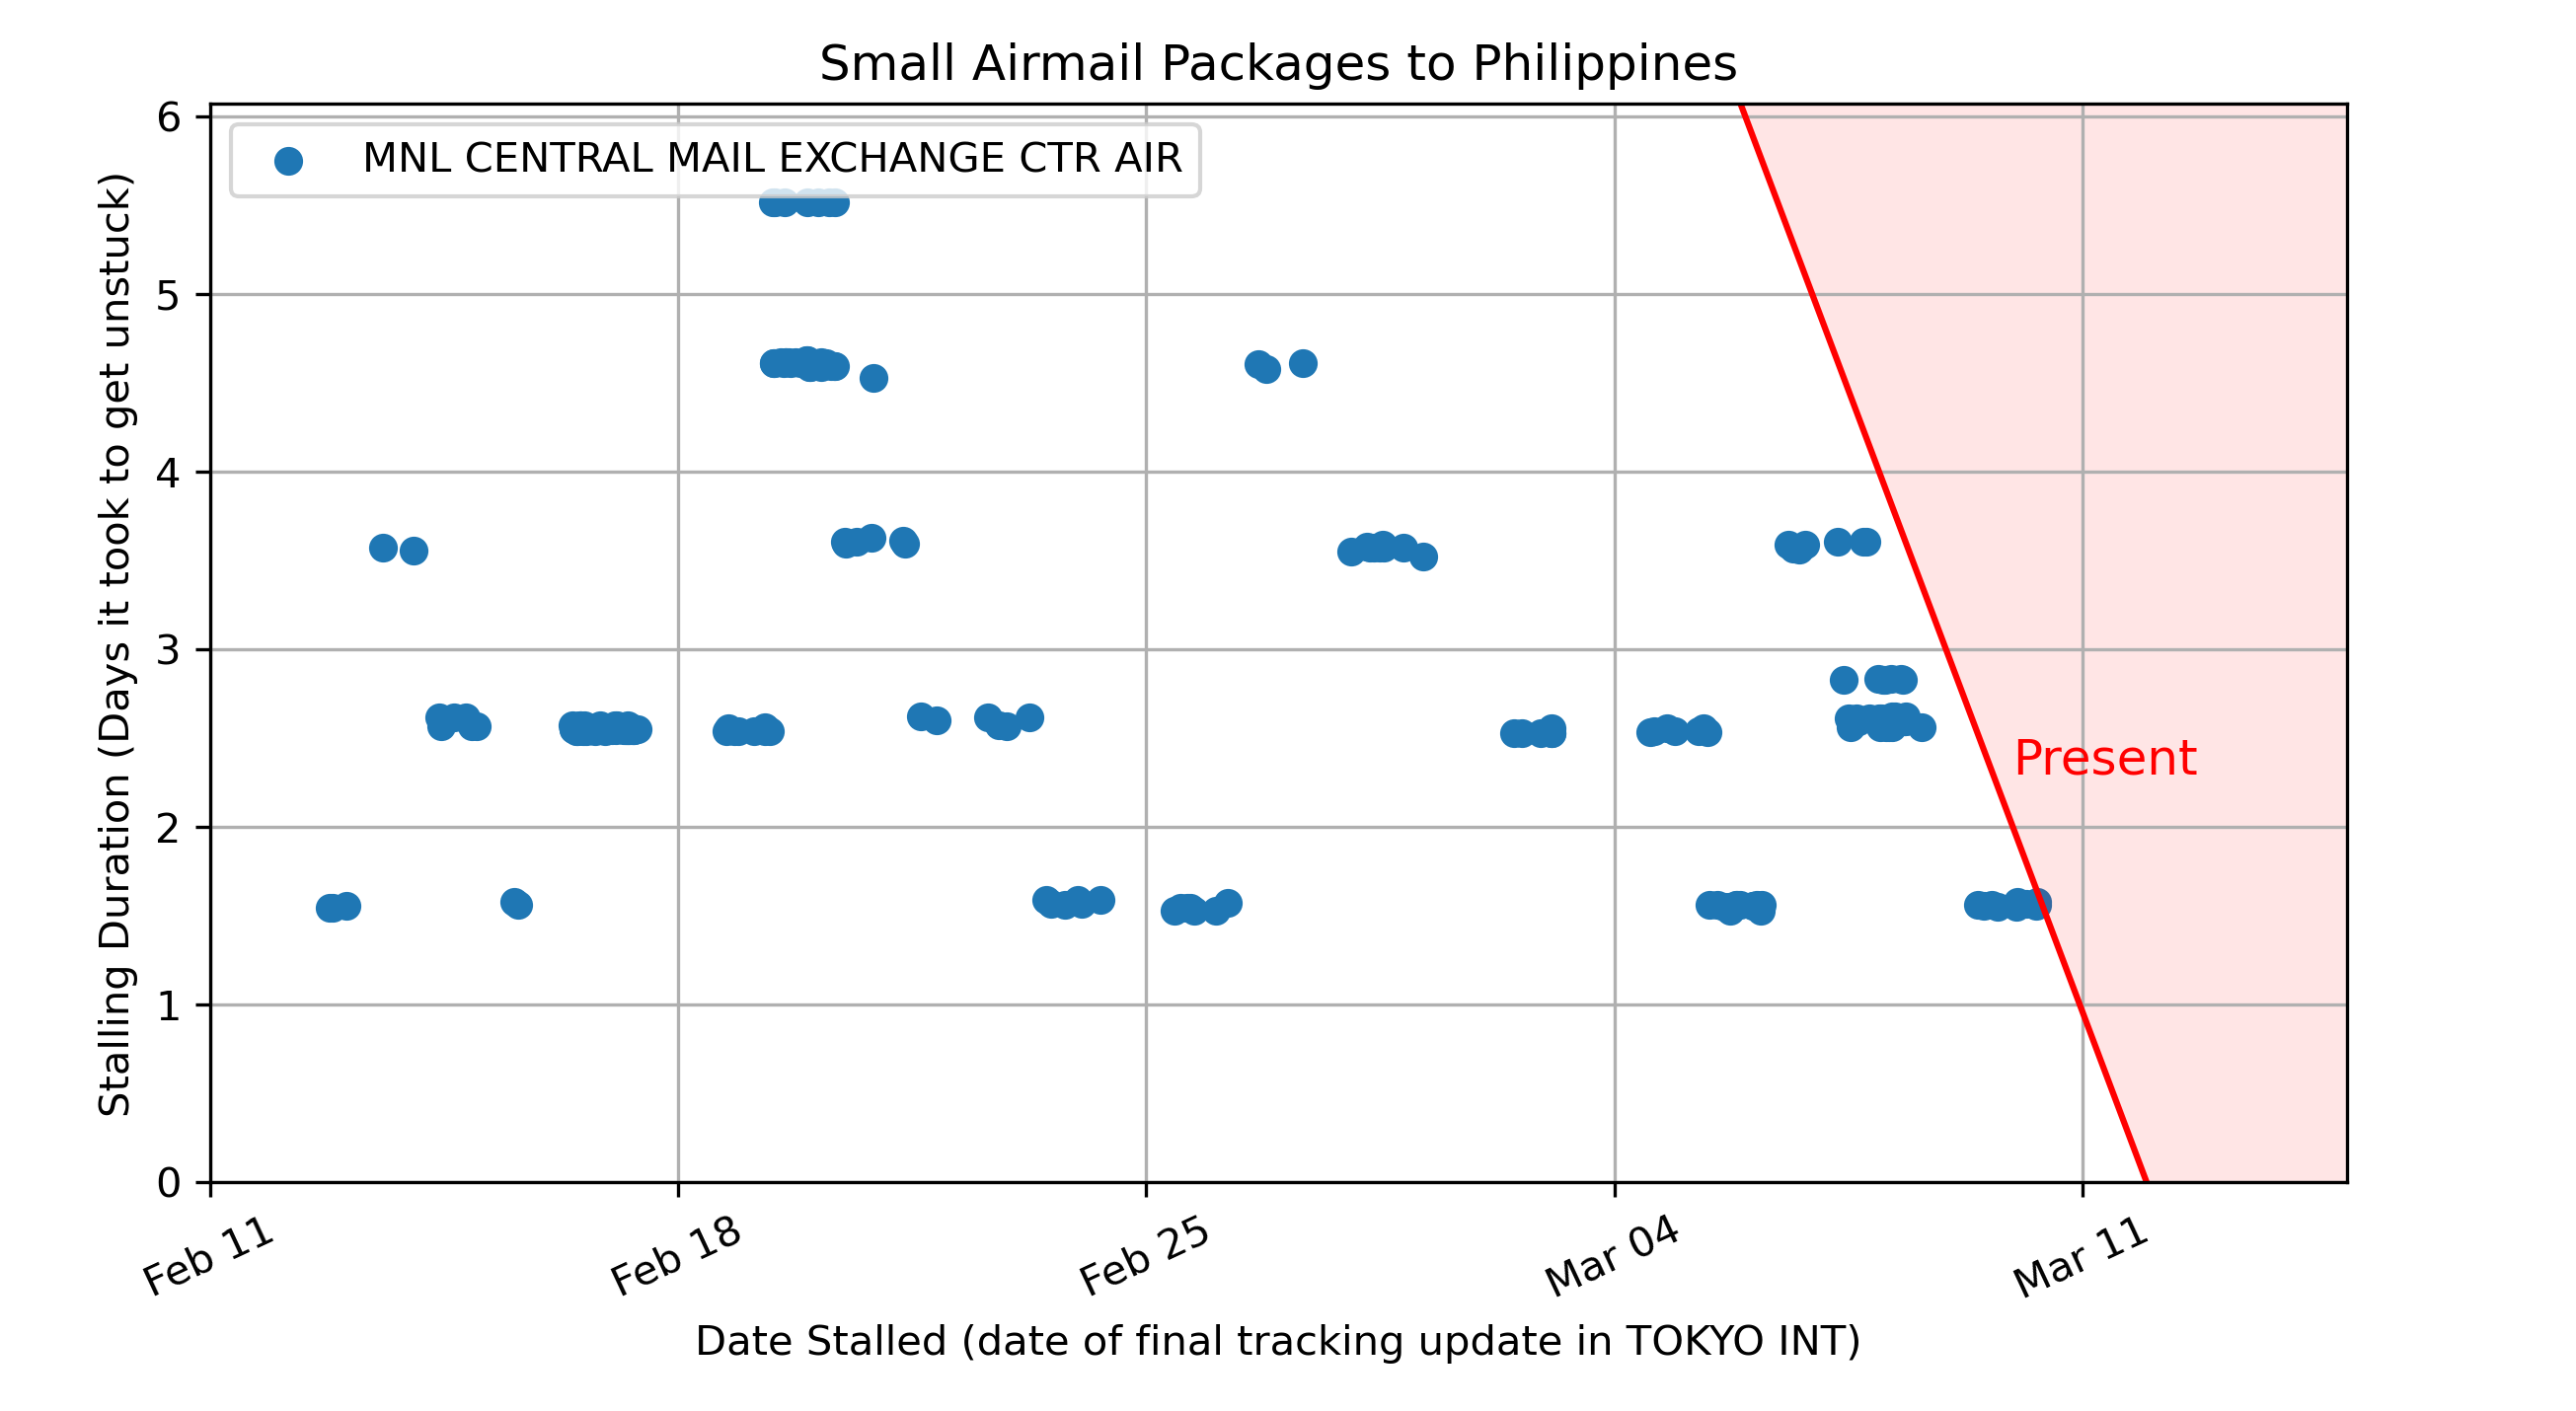 Small Airmail Packages to Philippines
MNL CENTRAL MAIL EXCHANGE CTR AIR
Stalling Duration (Days it took to get unstuck)
6
5
4
3
2
1
0
Present
Feb 11
Feb 18
Feb 25
Mar 04
Mar 11
Date Stalled (date of final tracking update in TOKYO INT)